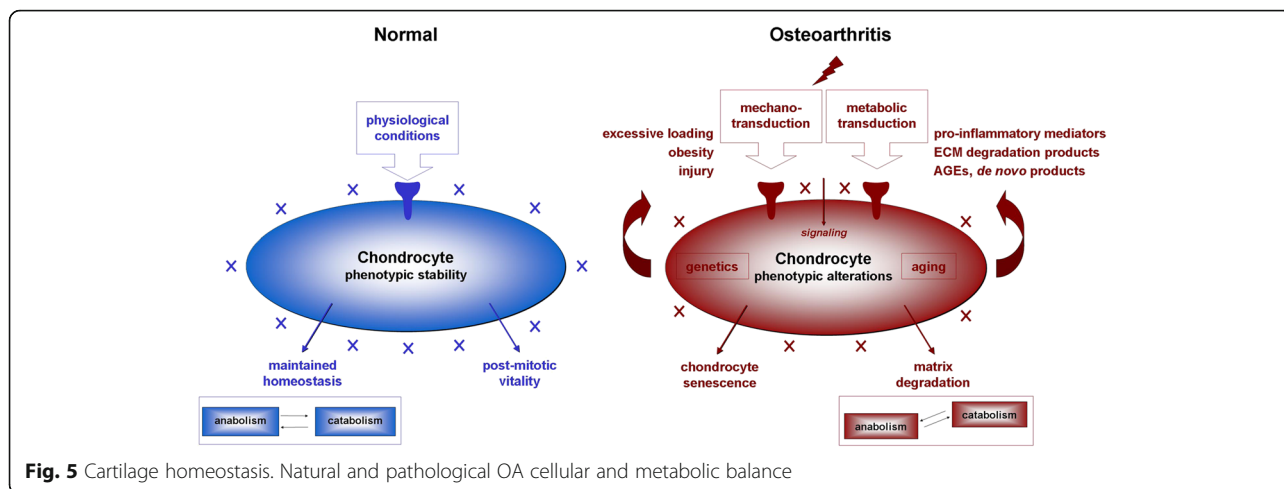 Normal
physiological
conditions
Chondrocyte
phenotypic stability
maintained
homeostasis
post-mitotic
vitality
anabolism
catabolism
Osteoarthritis
mechano-
transduction
metabolic
transduction
excessive loading
obesity
injury
pro-inflammatory mediators
ECM degradation products
AGEs, de novo products
signaling
genetics
Chondrocyte
phenotypic alterations
aging
chondrocyte
senescence
matrix
degradation
anabolism
catabolism
Fig. 5 Cartilage homeostasis. Natural and pathological OA cellular and metabolic balance